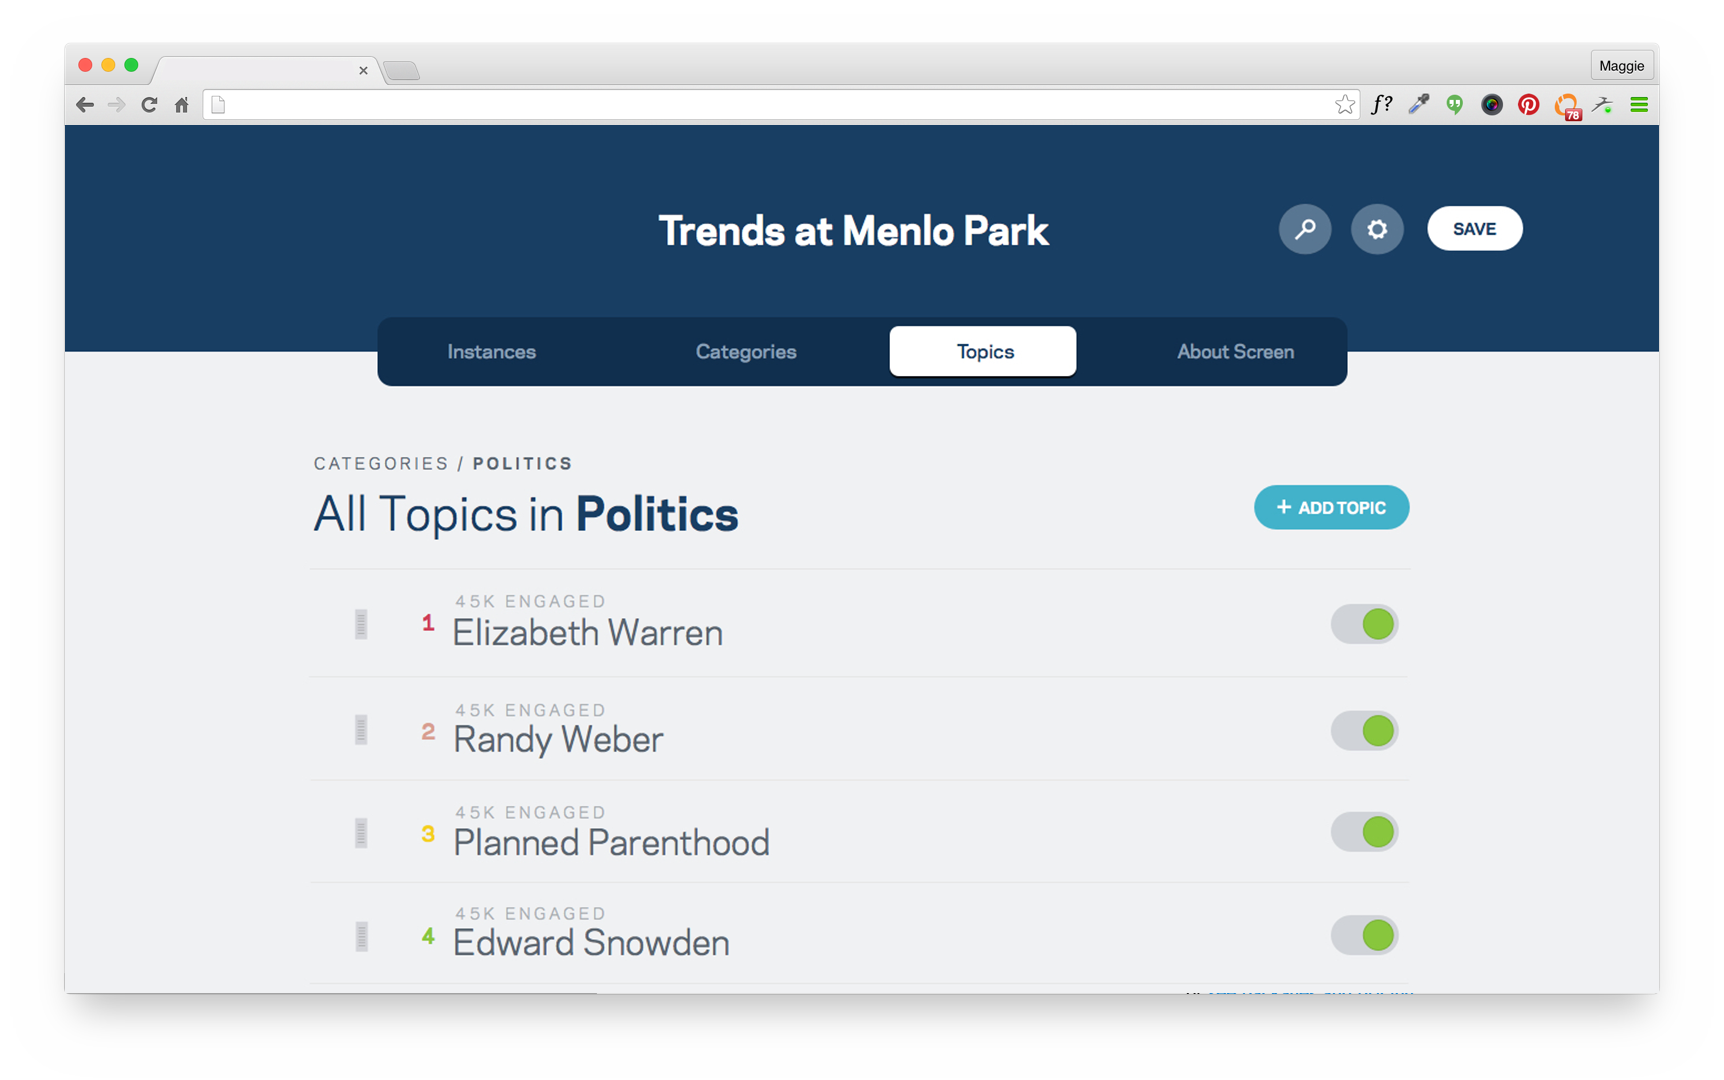 Maggie
f?
78
Trends at Menlo Park
SAVE
Instances
Categories
Topics
About Screen
CATEGORIES / POLITICS
All Topics in Politics
+ ADD TOPIC
45K ENGAGED
1
Elizabeth Warren
45K ENGAGED
2
Randy Weber
45K ENGAGED
3
Planned Parenthood
45K ENGAGED
4
Edward Snowden